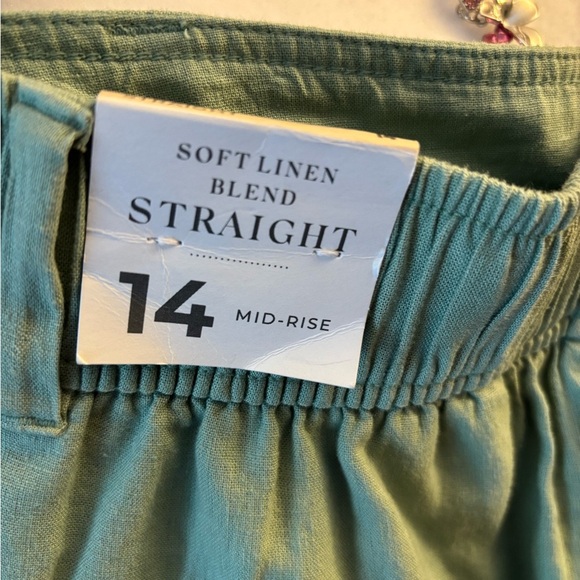 SOFT LINEN
BLEND
STRAIGHT
14 MID-RISE